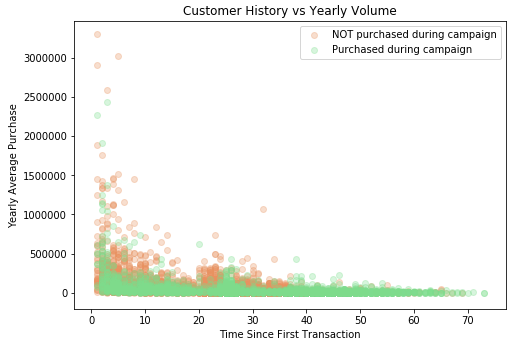 Customer History vs Yearly Volume
NOT purchased during campaign
Purchased during campaign
Yearly Average Purchase
3000000
2500000
2000000
1500000
1000000
500000
0
0 10 20 30 40 50 60 70
Time Since First Transaction